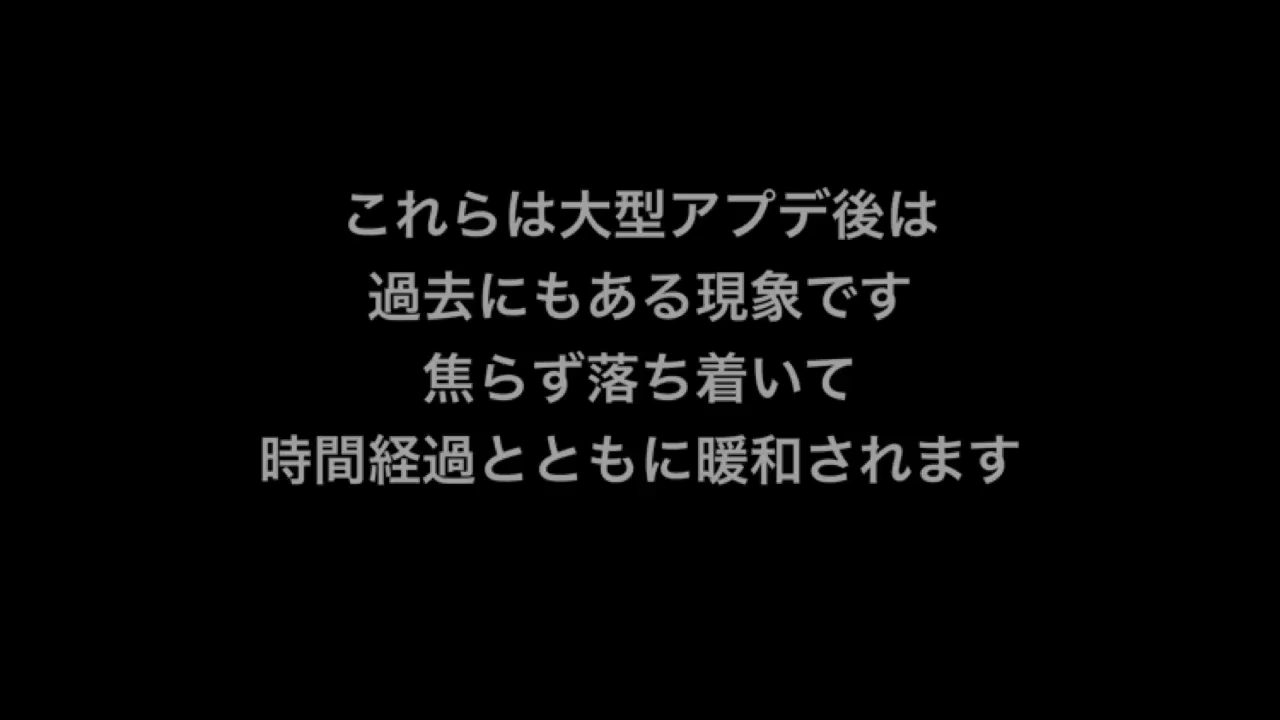 これらは大型アプデ後は
過去にもある現象です
焦らず落ち着いて
時間経過とともに暖和されます